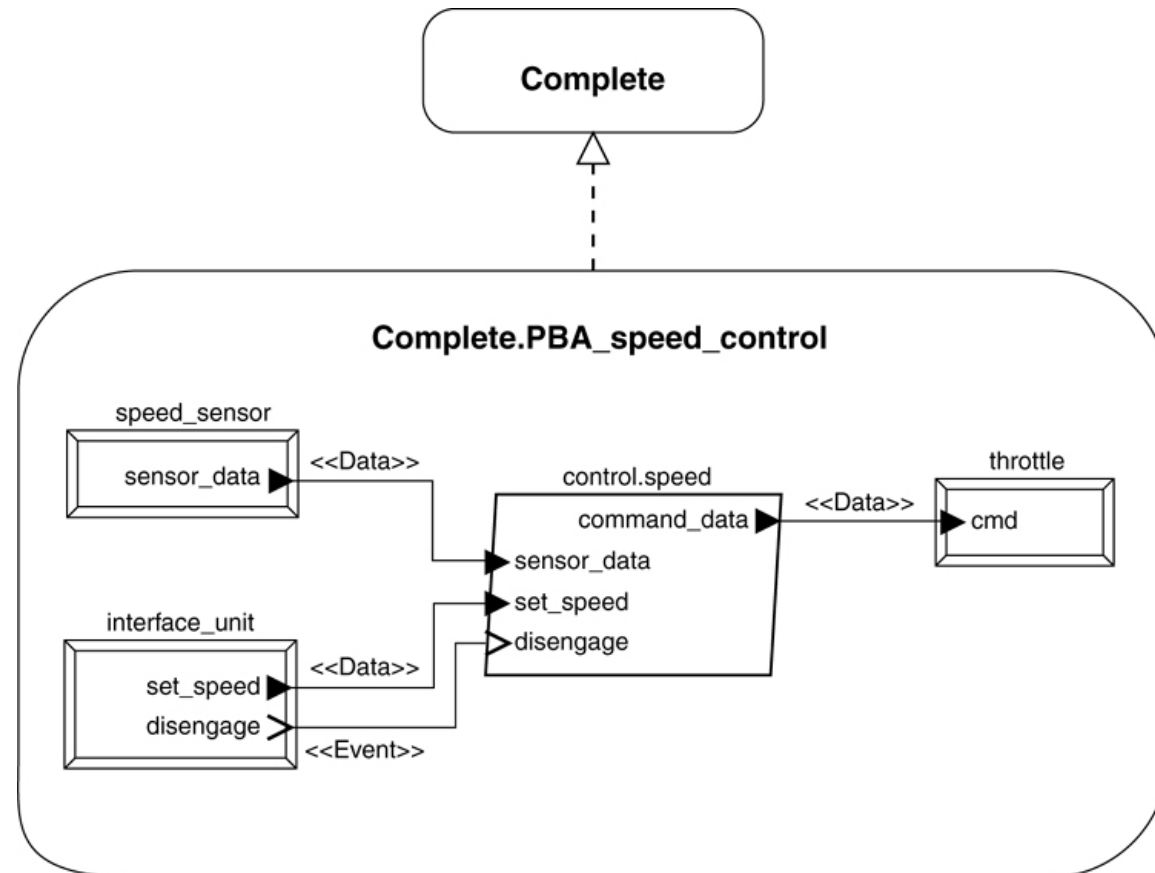 Complete
Complete.PBA_speed_control
speed_sensor
sensor_data
<<Data>>
control.speed
command_data
sensor_data
set_speed
disengage
<<Data>>
throttle
cmd
interface_unit
set_speed
disengage
<<Data>>
<<Event>>